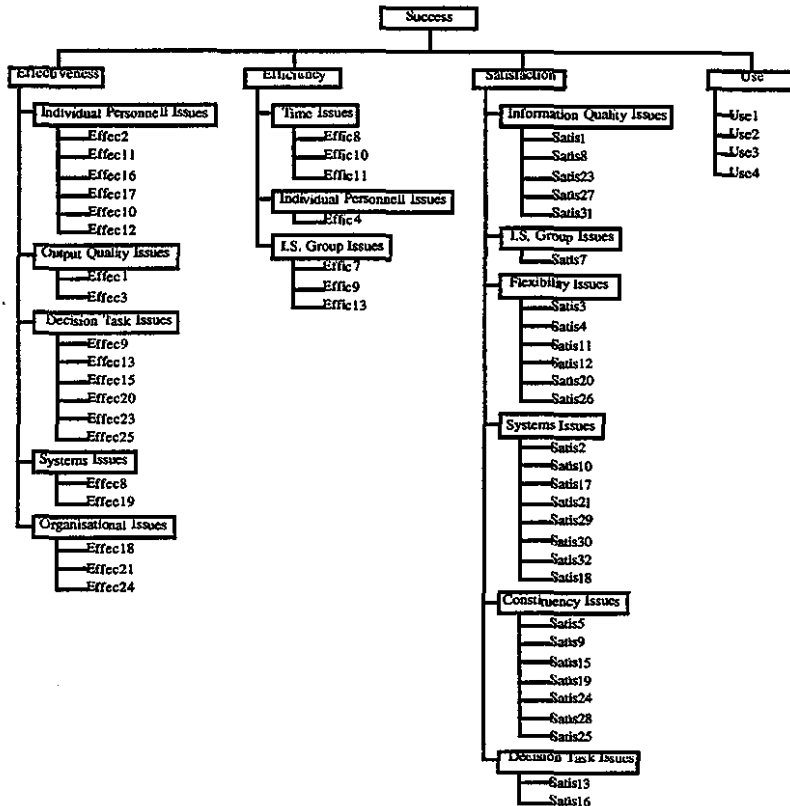 Success
Effectiveness
Individual Personnell Issues
Effec2
Effec11
Effec16
Effec17
Effec10
Effec12
Output Quality Issues
Effec1
Effec3
Decision Task Issues
Effec9
Effec13
Effec15
Effec20
Effec23
Effec25
Systems Issues
Effec8
Effec19
Organisational Issues
Effec18
Effec21
Effec24
Efficiency
Time Issues
Effic8
Effic10
Effic11
Individual Personnell Issues
Effic4
I.S. Group Issues
Effic7
Effic9
Effic13
Satisfaction
Information Quality Issues
Satis1
Satis8
Satis23
Satis27
Satis31
I.S. Group Issues
Satis7
Flexibility Issues
Satis3
Satis4
Satis11
Satis12
Satis20
Satis26
Systems Issues
Satis2
Satis10
Satis17
Satis21
Satis29
Satis30
Satis32
Satis18
Constituency Issues
Satis5
Satis9
Satis15
Satis19
Satis24
Satis28
Satis25
Decision Task Issues
Satis13
Satis16
Use
Use1
Use2
Use3
Use4